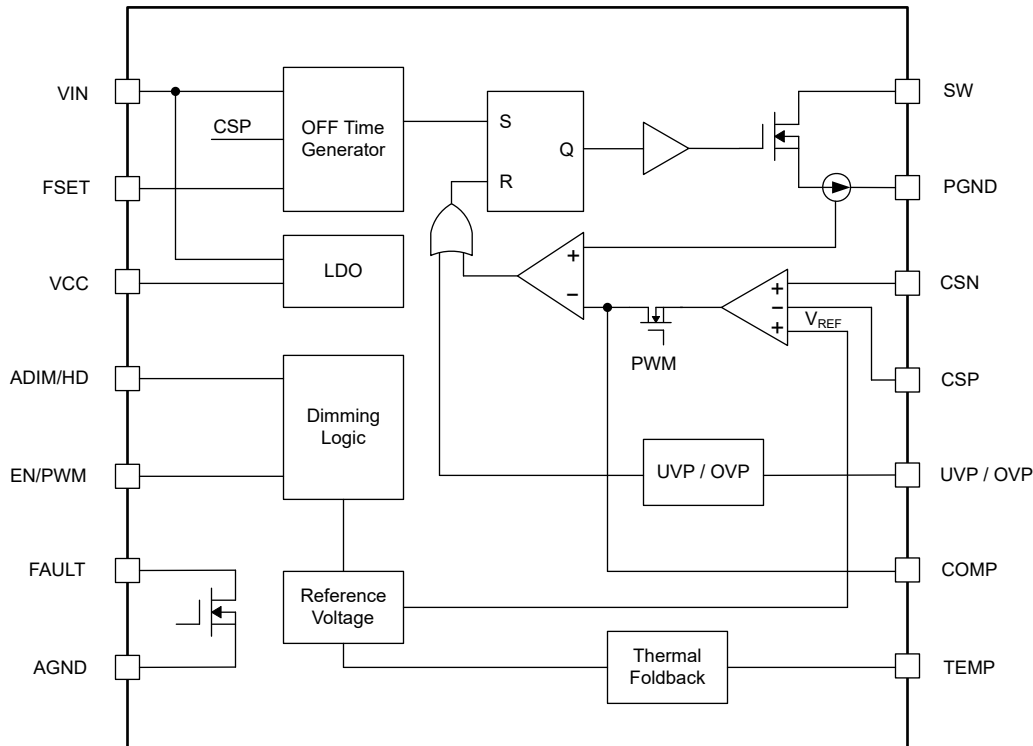 VIN
FSET
VCC
ADIM/HD
EN/PWM
FAULT
AGND
CSP
OFF Time
Generator
LDO
Dimming
Logic
Reference
Voltage
S
R
Q
+
−
PWM
+
−
+
VREF
UVP / OVP
Thermal
Foldback
SW
PGND
CSN
CSP
UVP / OVP
COMP
TEMP